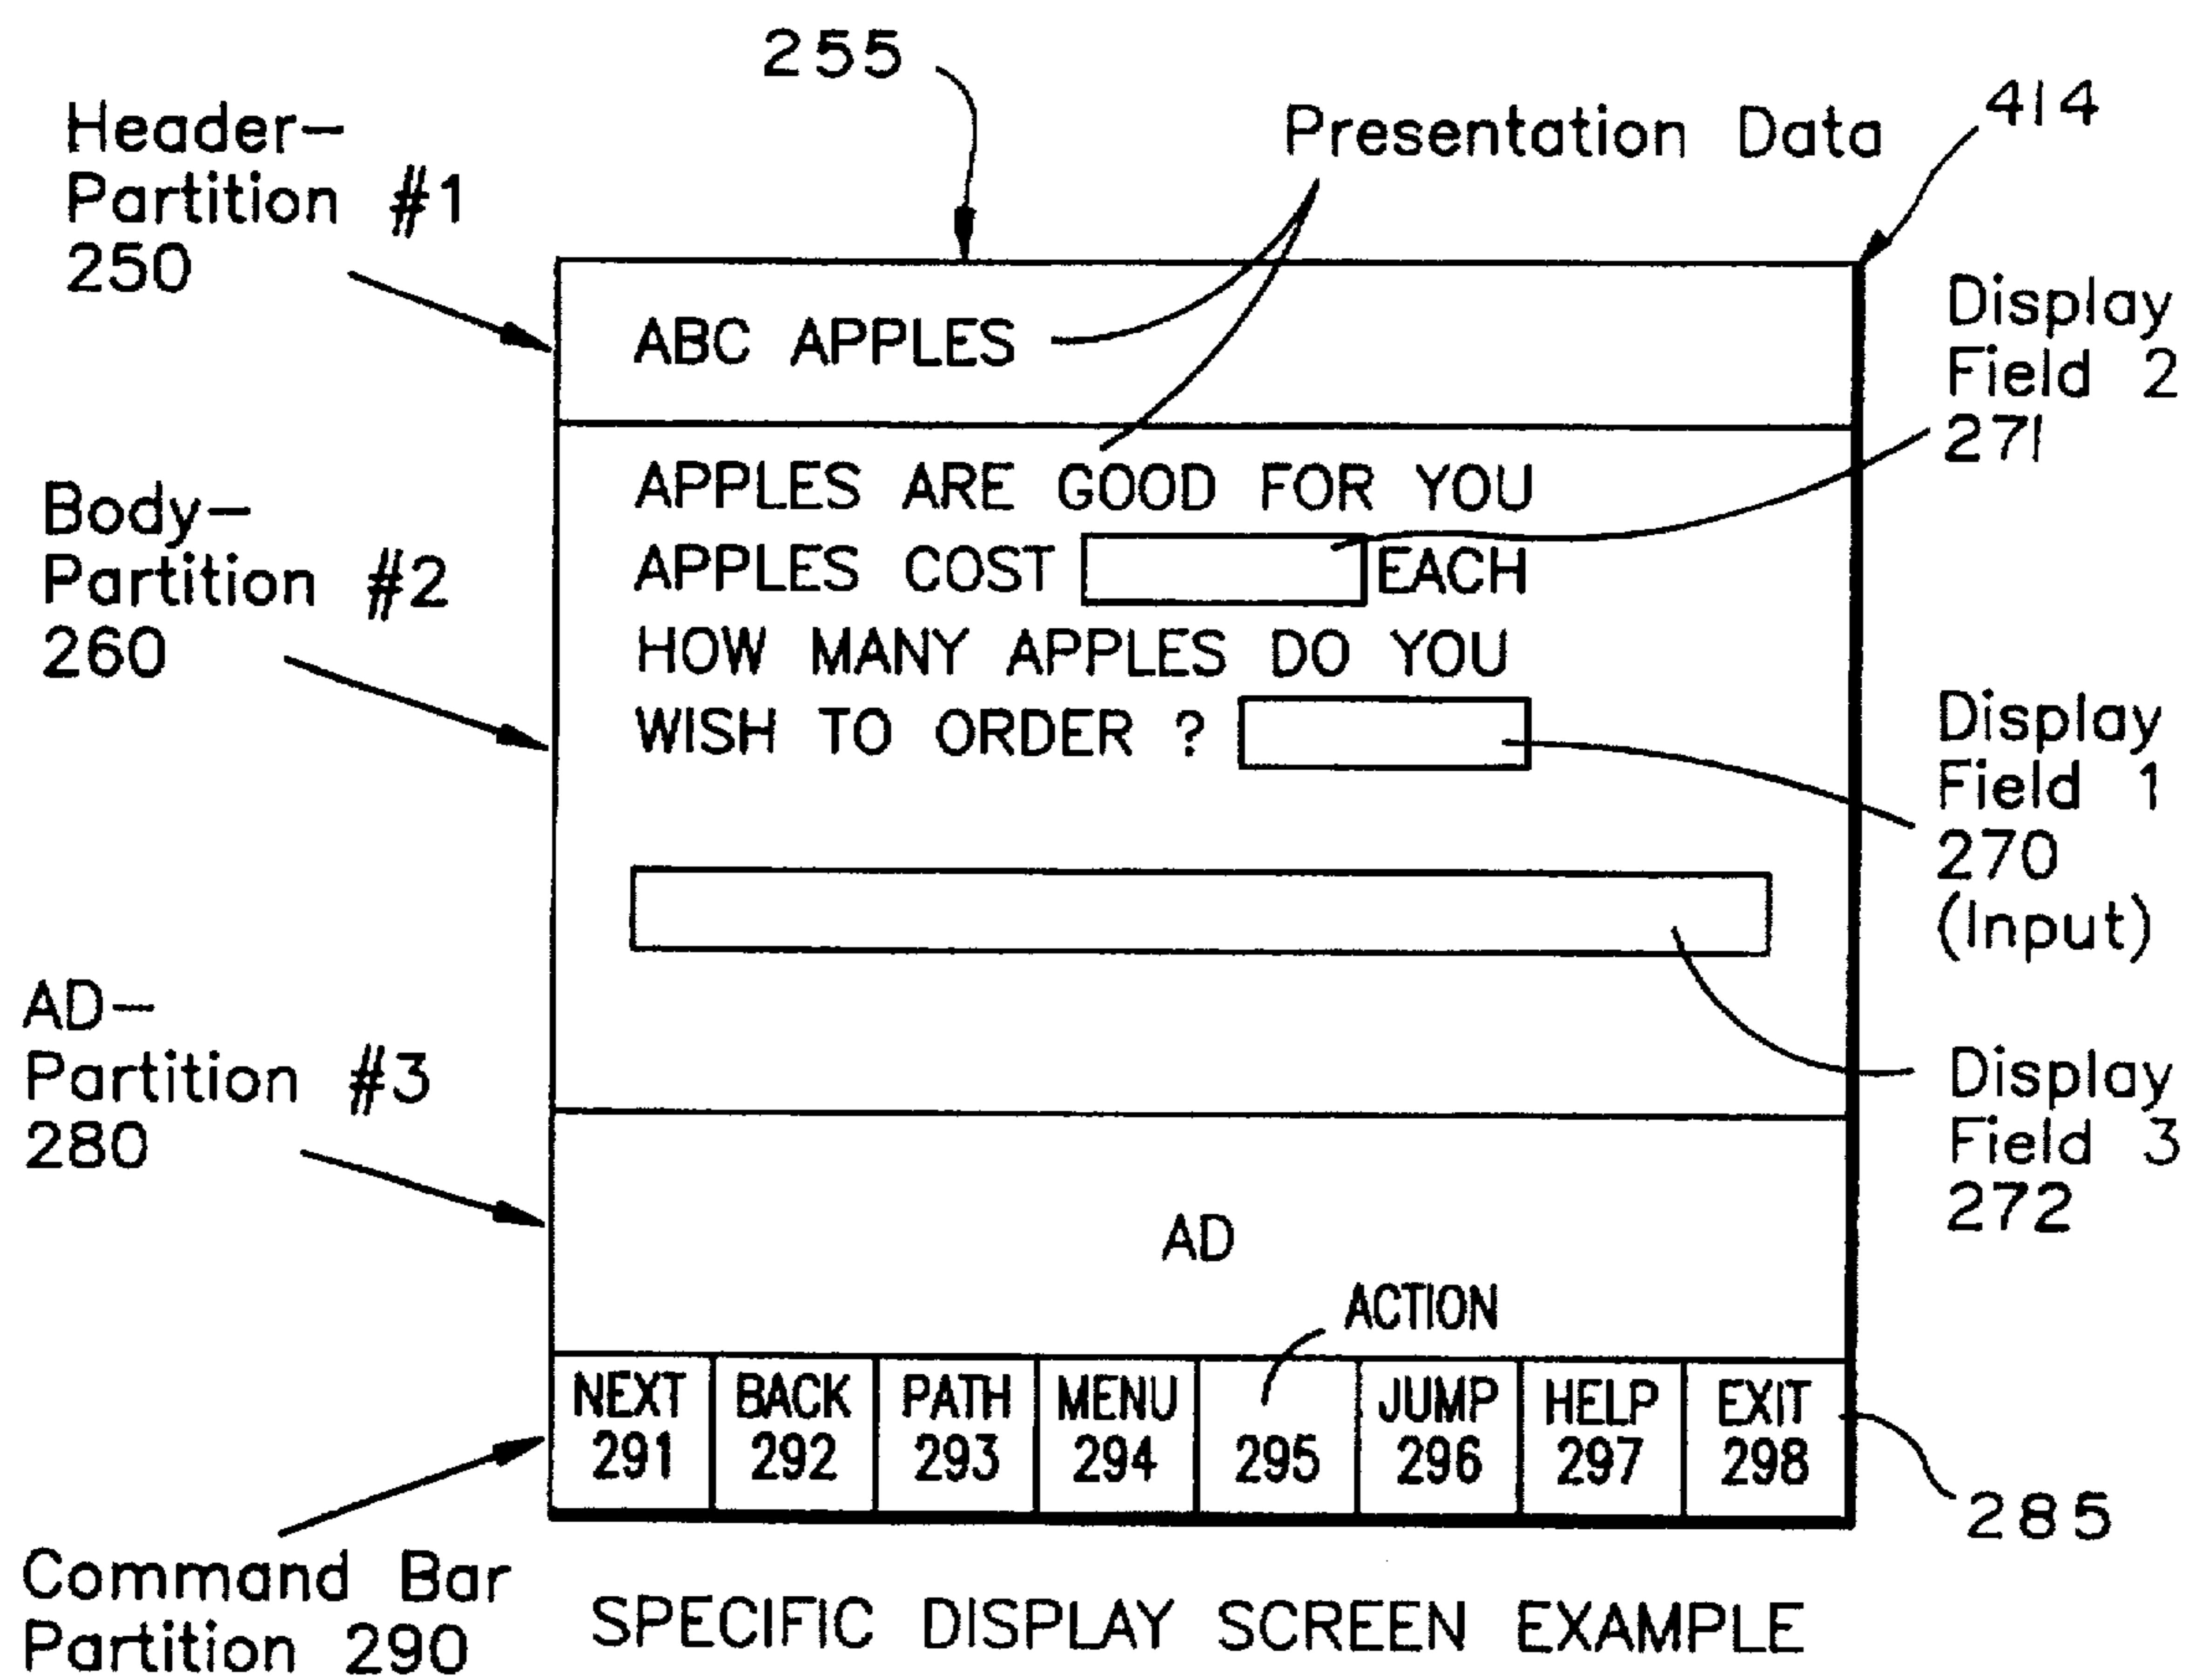 255
414
Header-
Partition #1
250
Presentation Data
ABC APPLES
Display
Field 2
271
APPLES ARE GOOD FOR YOU
APPLES COST EACH
HOW MANY APPLES DO YOU
WISH TO ORDER ?
Body-
Partition #2
260
Display
Field 1
270
(Input)
AD-
Partition #3
280
Display
Field 3
272
AD
ACTION
NEXT
291
BACK
292
PATH
293
MENU
294
295
JUMP
296
HELP
297
EXIT
298
285
Command Bar
Partition 290
SPECIFIC DISPLAY SCREEN EXAMPLE